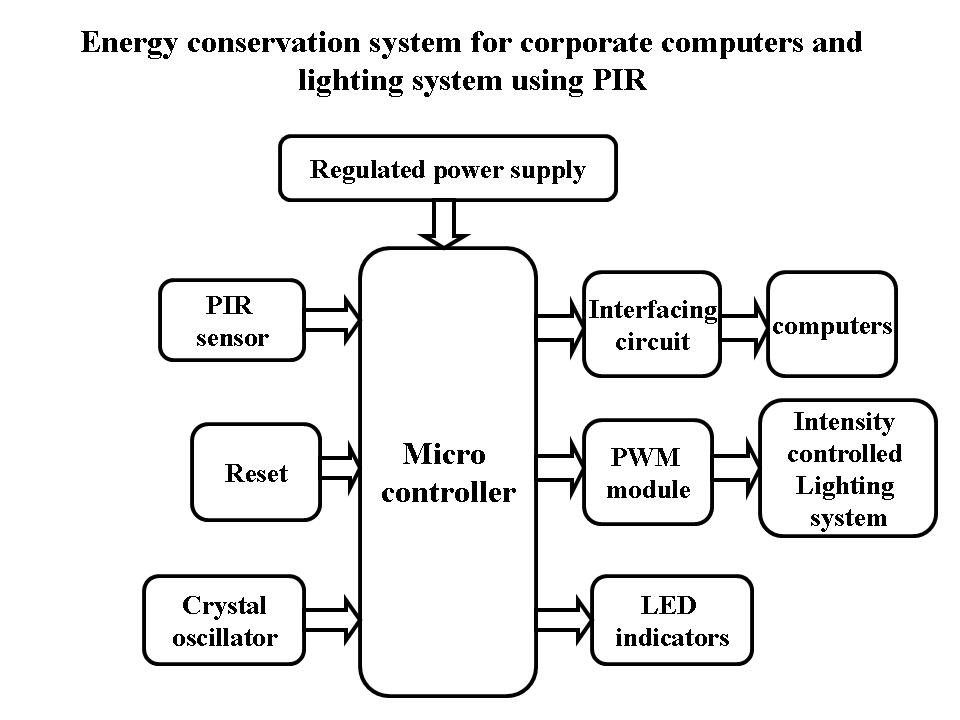 Energy conservation system for corporate computers and
lighting system using PIR
Regulated power supply
PIR
sensor
Interfacing
circuit
computers
Reset
Micro
controller
PWM
module
Intensity
controlled
Lighting
system
Crystal
oscillator
LED
indicators